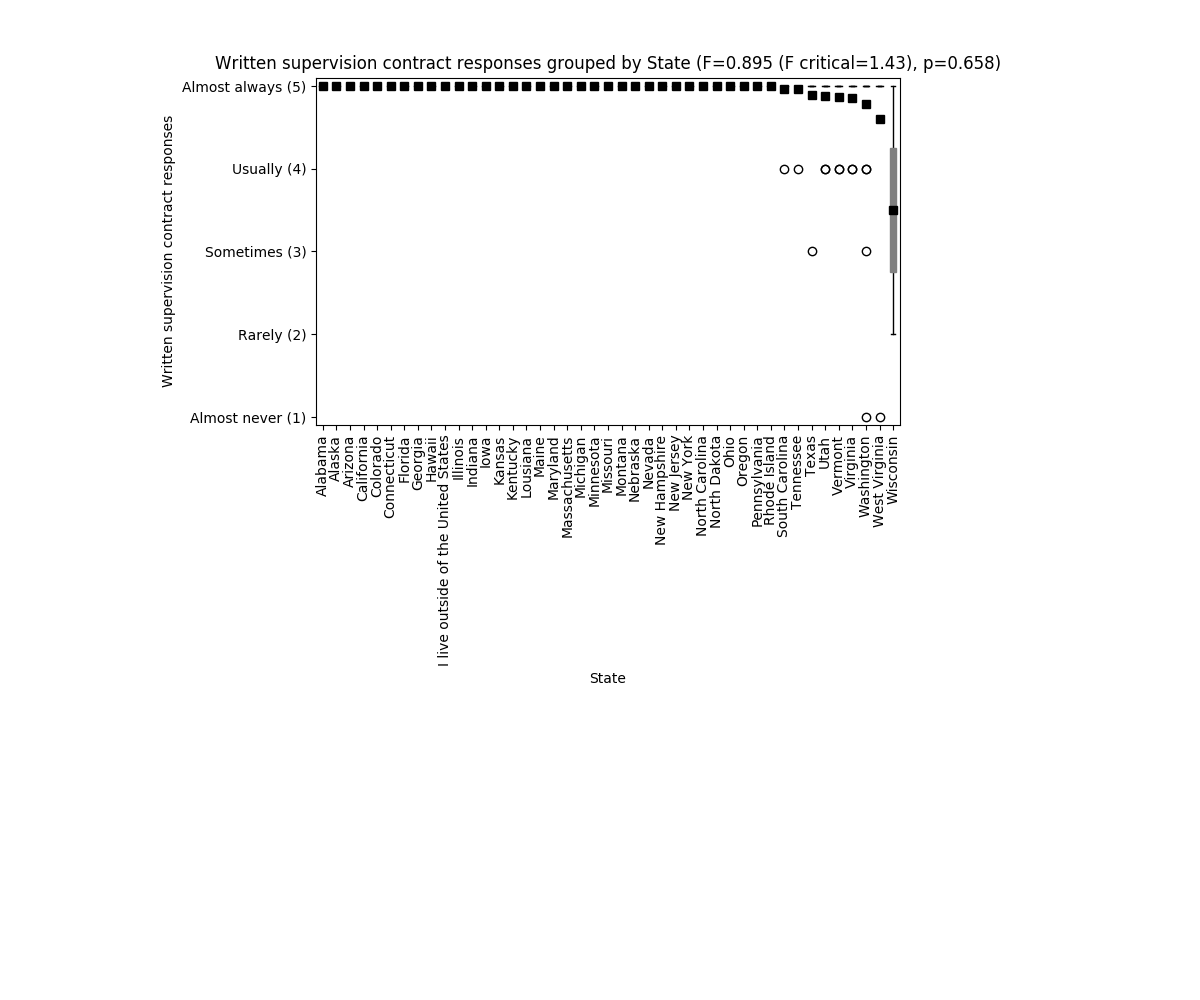 Written supervision contract responses grouped by State (F=0.895 (F critical=1.43), p=0.658)
Written supervision contract responses
Almost always (5)
Usually (4)
Sometimes (3)
Rarely (2)
Almost never (1)
Alabama
Alaska
Arizona
California
Colorado
Connecticut
Florida
Georgia
Hawaii
I live outside of the United States
Illinois
Indiana
Iowa
Kansas
Kentucky
Lousiana
Maine
Maryland
Massachusetts
Michigan
Minnesota
Missouri
Montana
Nebraska
Nevada
New Hampshire
New Jersey
New York
North Carolina
North Dakota
Ohio
Oregon
Pennsylvania
Rhode Island
South Carolina
Tennessee
Texas
Utah
Vermont
Virginia
Washington
West Virginia
Wisconsin
State